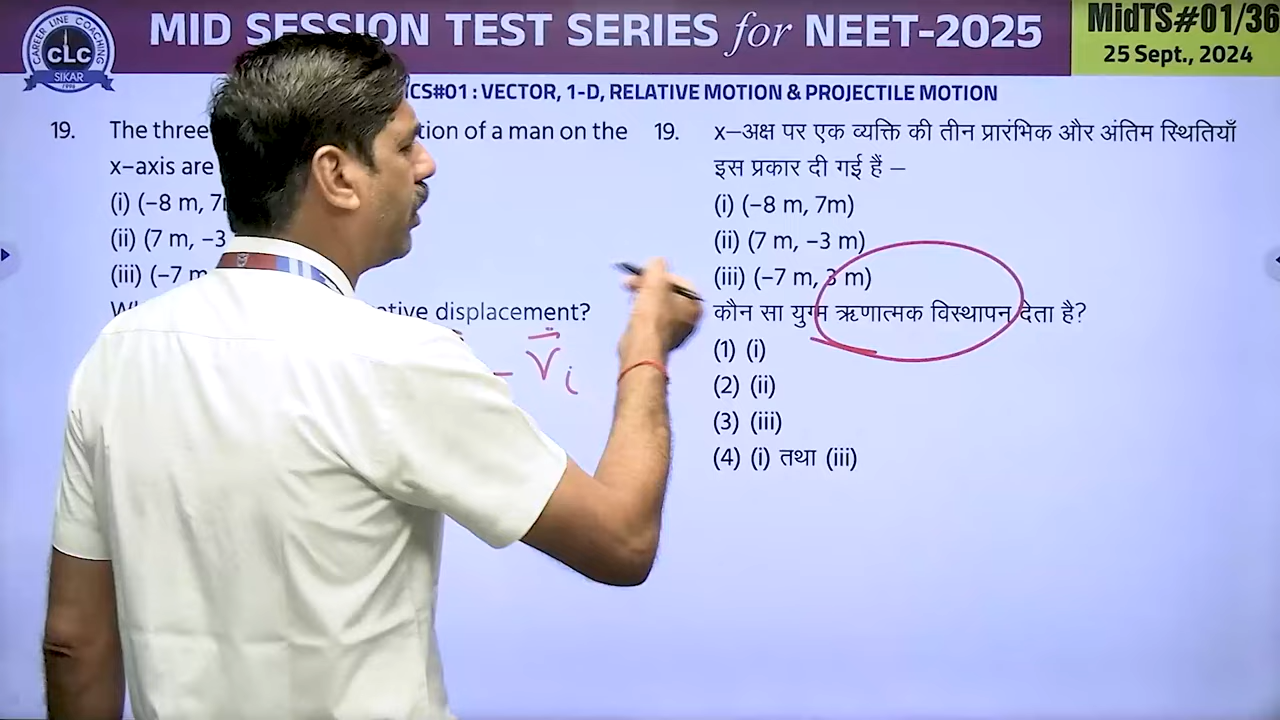 MID SESSION TEST SERIES for NEET-2025
MidTS#01/36
25 Sept., 2024
CAREER LINE COACHING
CLC
SIKAR
1996
ICS#01 : VECTOR, 1-D, RELATIVE MOTION & PROJECTILE MOTION
19. The three tion of a man on the
x–axis are
(i) (−8 m, 7
(ii) (7 m, −3
(iii) (−7 m
ative displacement?
− v⃗i
19. x–अक्ष पर एक व्यक्ति की तीन प्रारंभिक और अंतिम स्थितियाँ
इस प्रकार दी गई हैं –
(i) (−8 m, 7m)
(ii) (7 m, −3 m)
(iii) (−7 m, 3 m)
कौन सा युग्म ऋणात्मक विस्थापन देता है?
(1) (i)
(2) (ii)
(3) (iii)
(4) (i) तथा (iii)